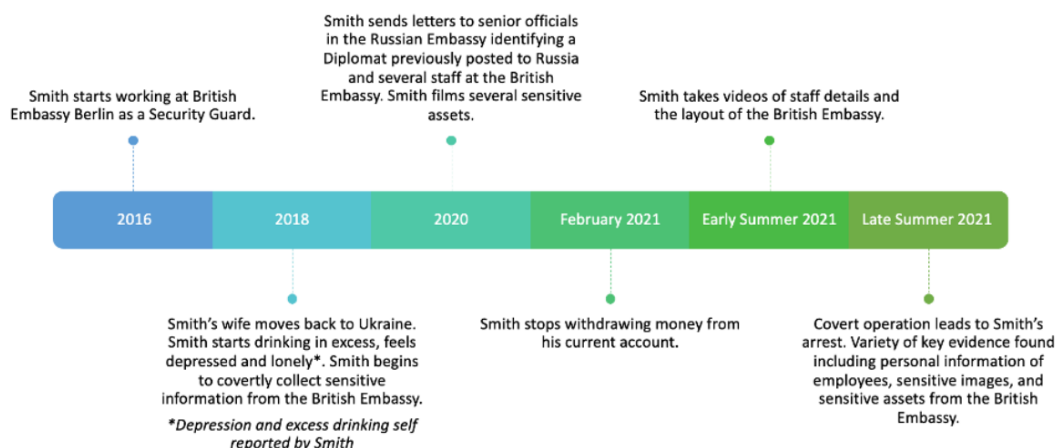 Smith sends letters to senior officials
in the Russian Embassy identifying a
Diplomat previously posted to Russia
and several staff at the British
Embassy. Smith films several sensitive
assets.
Smith starts working at British
Embassy Berlin as a Security Guard.
Smith takes videos of staff details and
the layout of the British Embassy.
2016
2018
2020
February 2021
Early Summer 2021
Late Summer 2021
Smith's wife moves back to Ukraine.
Smith starts drinking in excess, feels
depressed and lonely*. Smith begins
to covertly collect sensitive
information from the British Embassy.
*Depression and excess drinking self
reported by Smith
Smith stops withdrawing money from
his current account.
Covert operation leads to Smith's
arrest. Variety of key evidence found
including personal information of
employees, sensitive images, and
sensitive assets from the British
Embassy.